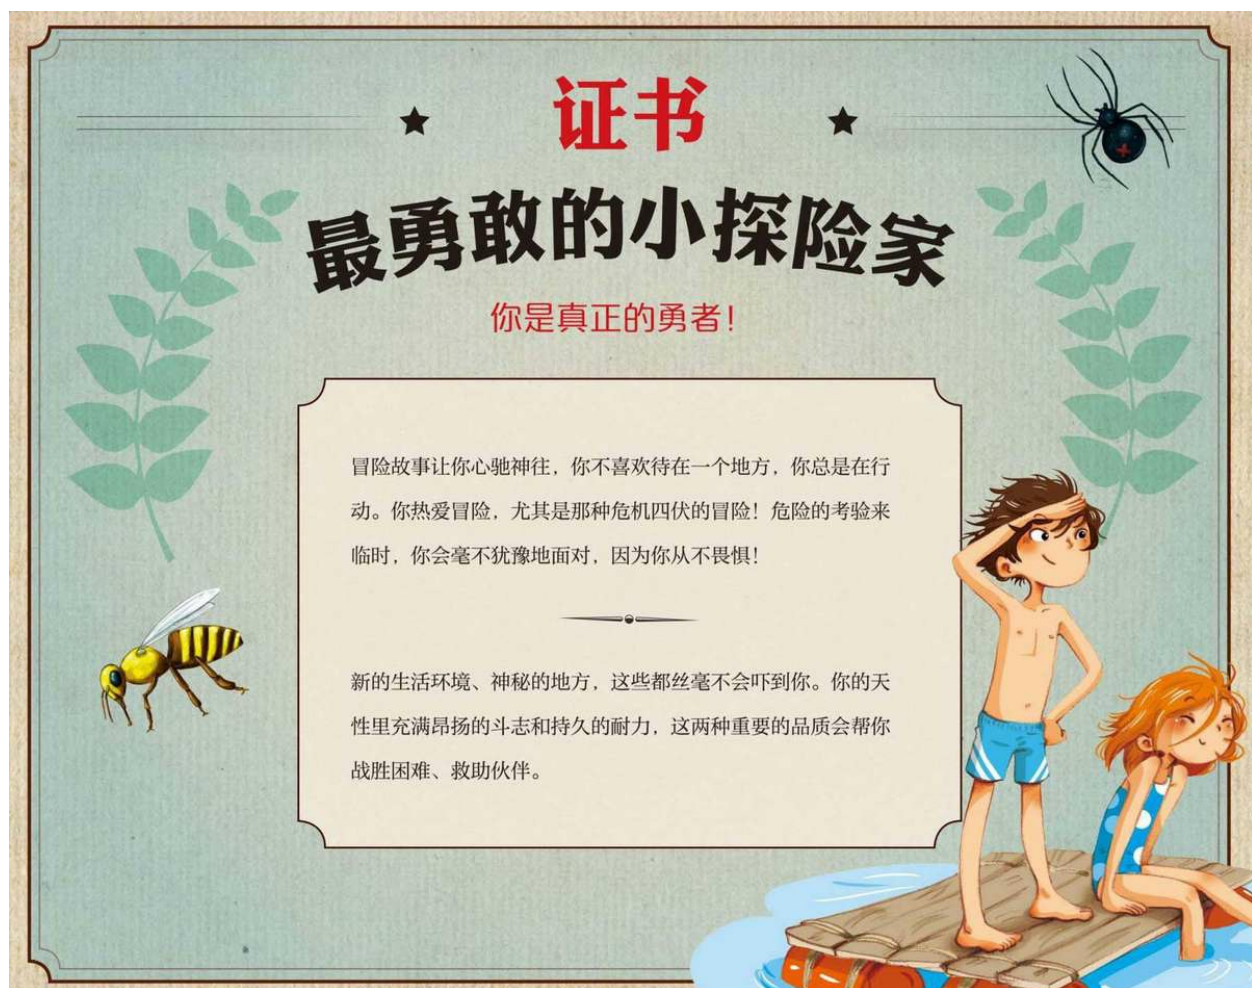 证书
最勇敢的小探险家
你是真正的勇者！
冒险故事让你心驰神往，你不喜欢待在一个地方，你总是在行
动。你热爱冒险，尤其是那种危机四伏的冒险！危险的考验来
临时，你会毫不犹豫地面对，因为你从不畏惧！
新的生活环境、神秘的地方，这些都丝毫不会吓到你。你的天
性里充满昂扬的斗志和持久的耐力，这两种重要的品质会帮你
战胜困难、救助伙伴。